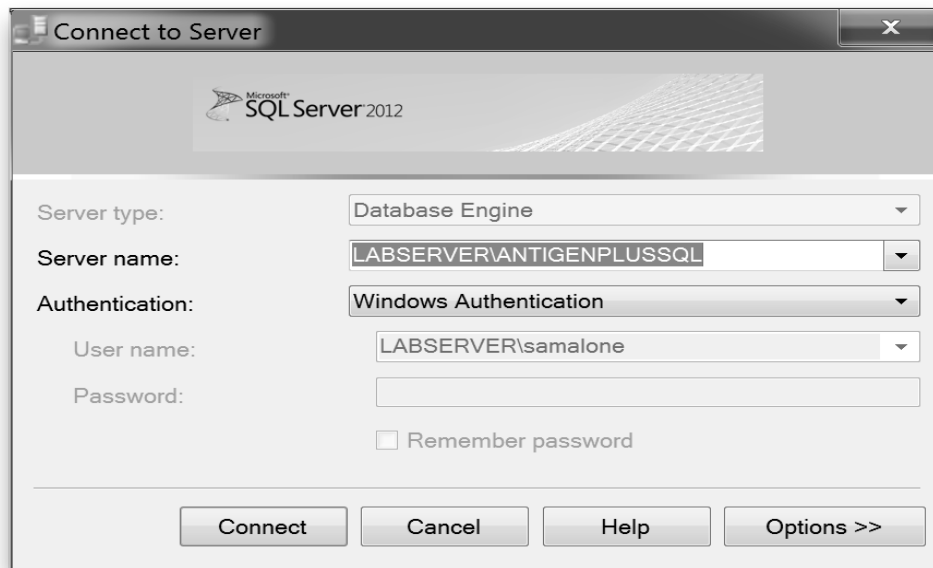 Connect to Server
X
Microsoft®
SQL Server® 2012
Server type: Database Engine
Server name: LABSERVER\ANTIGENPLUSSQL
Authentication: Windows Authentication
User name: LABSERVER\samalone
Password:
Remember password
Connect Cancel Help Options >>